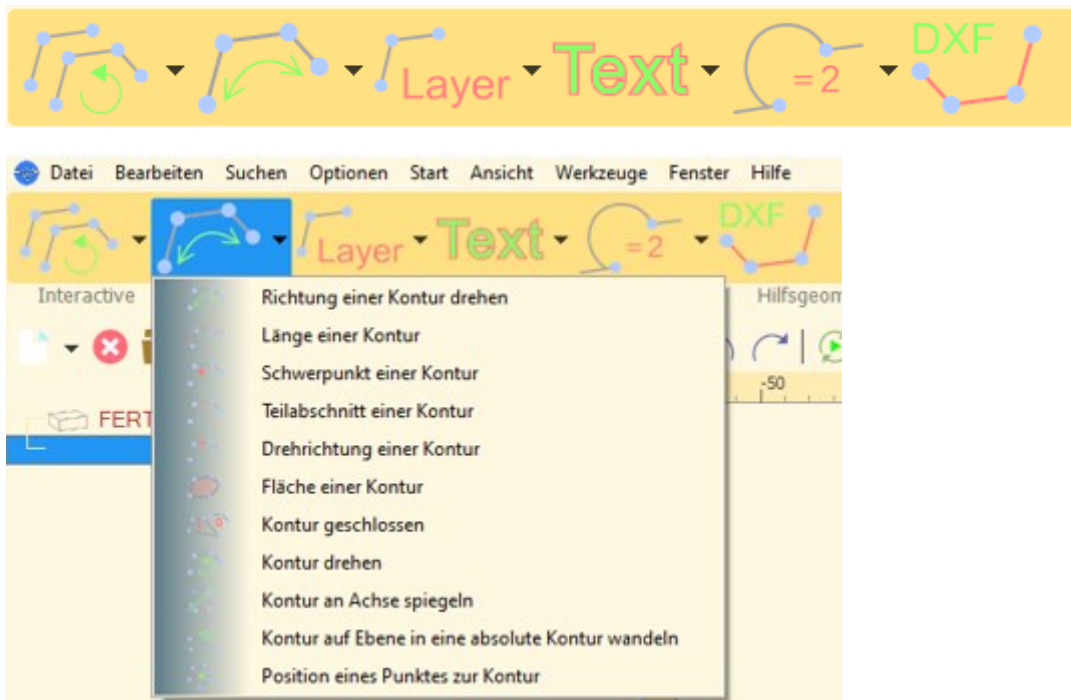 Layer Text =2 DXF
Datei Bearbeiten Suchen Optionen Start Ansicht Werkzeuge Fenster Hilfe
Layer Text =2 DXF
Interactive Hilfsgeom
Richtung einer Kontur drehen
Länge einer Kontur
Schwerpunkt einer Kontur
-50
Teilabschnitt einer Kontur
FERT
Drehrichtung einer Kontur
Fläche einer Kontur
Kontur geschlossen
Kontur drehen
Kontur an Achse spiegeln
Kontur auf Ebene in eine absolute Kontur wandeln
Position eines Punktes zur Kontur